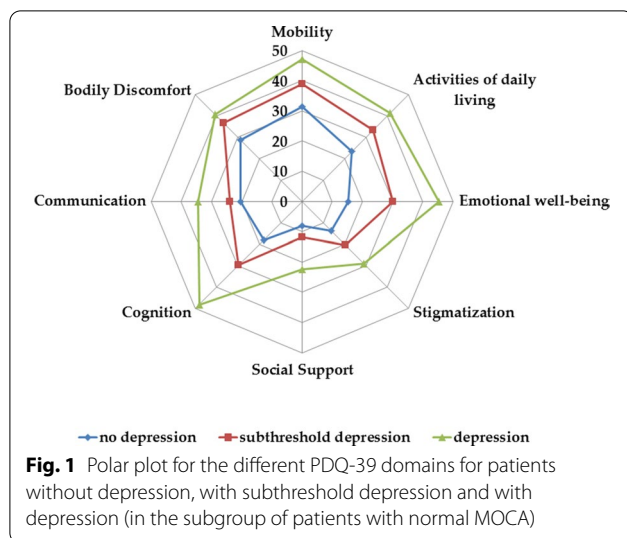 Mobility
50
40
30
20
10
0
Activities of daily
living
Emotional well-being
Stigmatization
Social Support
Cognition
Communication
Bodily Discomfort
no depression subthreshold depression depression
Fig. 1 Polar plot for the different PDQ-39 domains for patients
without depression, with subthreshold depression and with
depression (in the subgroup of patients with normal MOCA)